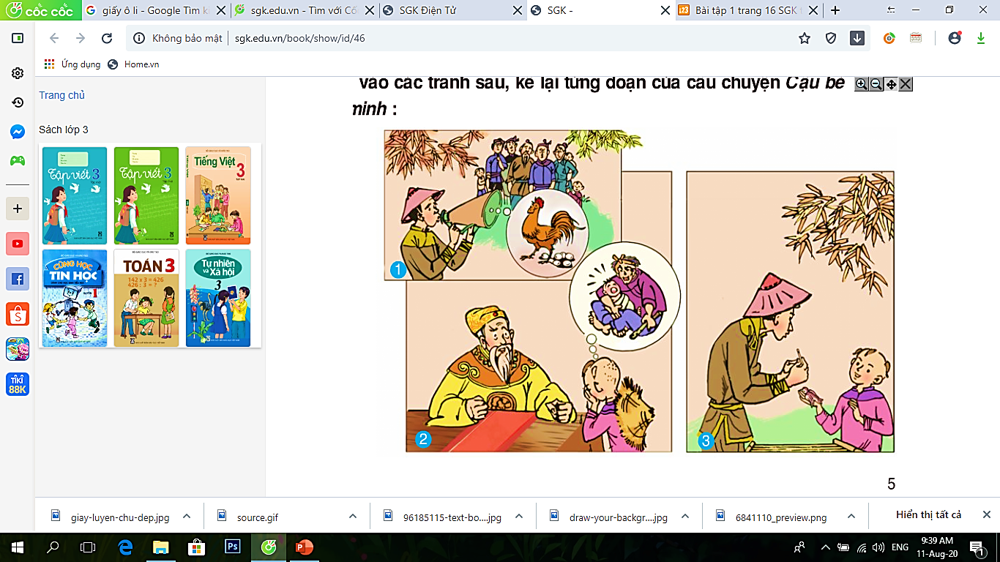 cốc cốc
giấy ô li - Google Tìm k
sgk.edu.vn - Tìm với Cố
SGK Điện Tử
SGK -
Bài tập 1 trang 16 SGK
Không bảo mật
sgk.edu.vn/book/show/id/46
Ứng dụng
Home.vn
Trang chủ
Sách lớp 3
Tập viết 3
Tập viết 3
Tiếng Việt 3
CÙNG HỌC TIN HỌC
QUYỂN 1
TOÁN 3
142 x 3 = 426
426 : 3 = ?
Tự nhiên và Xã hội 3
TiKi
88K
vào các tranh sau, kể lại từng đoạn của câu chuyện Cậu bé
minh :
1
2
3
5
giay-luyen-chu-dep.jpg
source.gif
96185115-text-bo....jpg
draw-your-backgr....jpg
6841110_preview.png
Hiển thị tất cả
Ps
ENG
9:39 AM
11-Aug-20
1